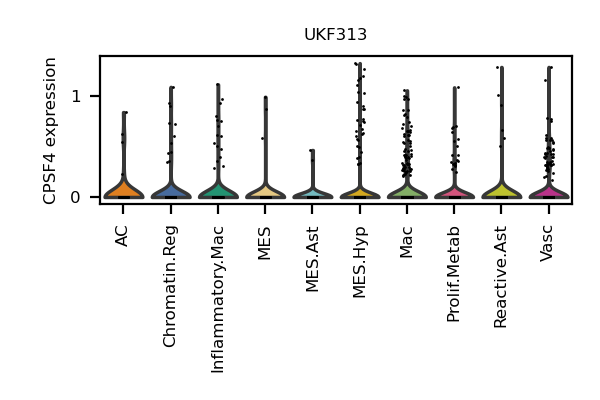 UKF313
CPSF4 expression
1
0
AC
Chromatin.Reg
Inflammatory.Mac
MES
MES.Ast
MES.Hyp
Mac
Prolif.Metab
Reactive.Ast
Vasc